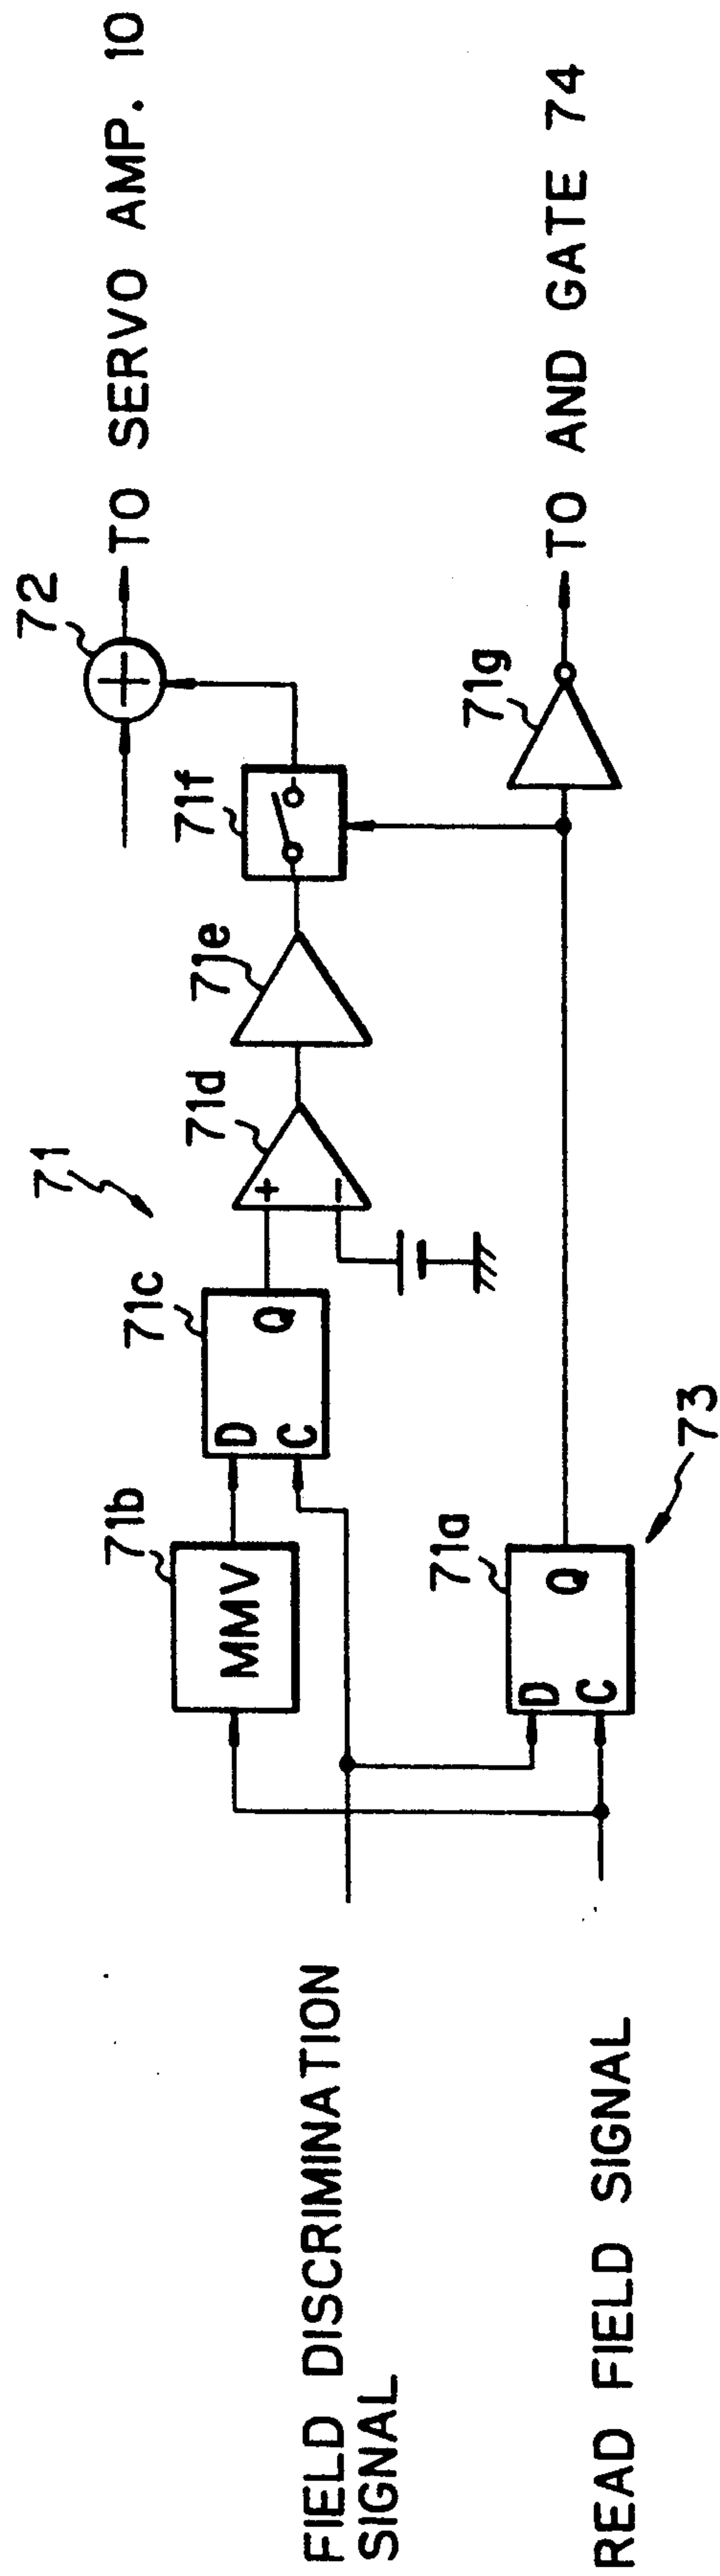 FIELD DISCRIMINATION
SIGNAL
READ FIELD SIGNAL
71
71b
MMV
71c
D
C
Q
71d
+
−
71e
71f
72
TO SERVO AMP. 10
71a
D
C
Q
73
71g
TO AND GATE 74